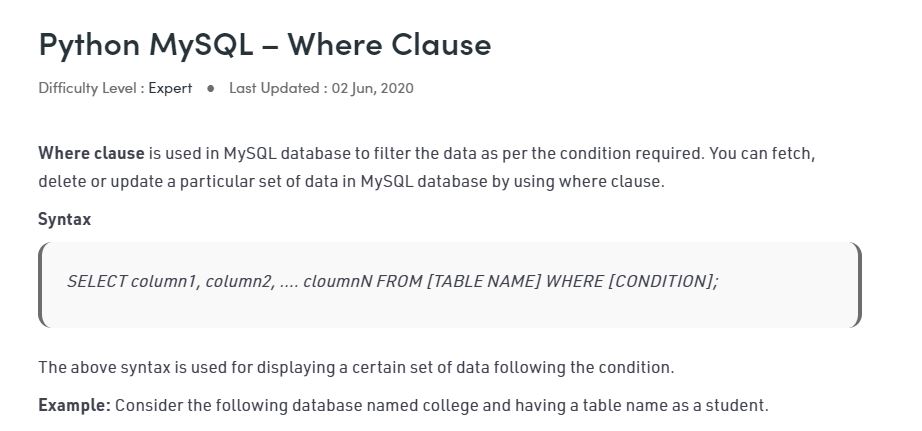 Python MySQL – Where Clause
Difficulty Level : Expert ● Last Updated : 02 Jun, 2020
Where clause is used in MySQL database to filter the data as per the condition required. You can fetch,
delete or update a particular set of data in MySQL database by using where clause.
Syntax
SELECT column1, column2, .... cloumnN FROM [TABLE NAME] WHERE [CONDITION];
The above syntax is used for displaying a certain set of data following the condition.
Example: Consider the following database named college and having a table name as a student.